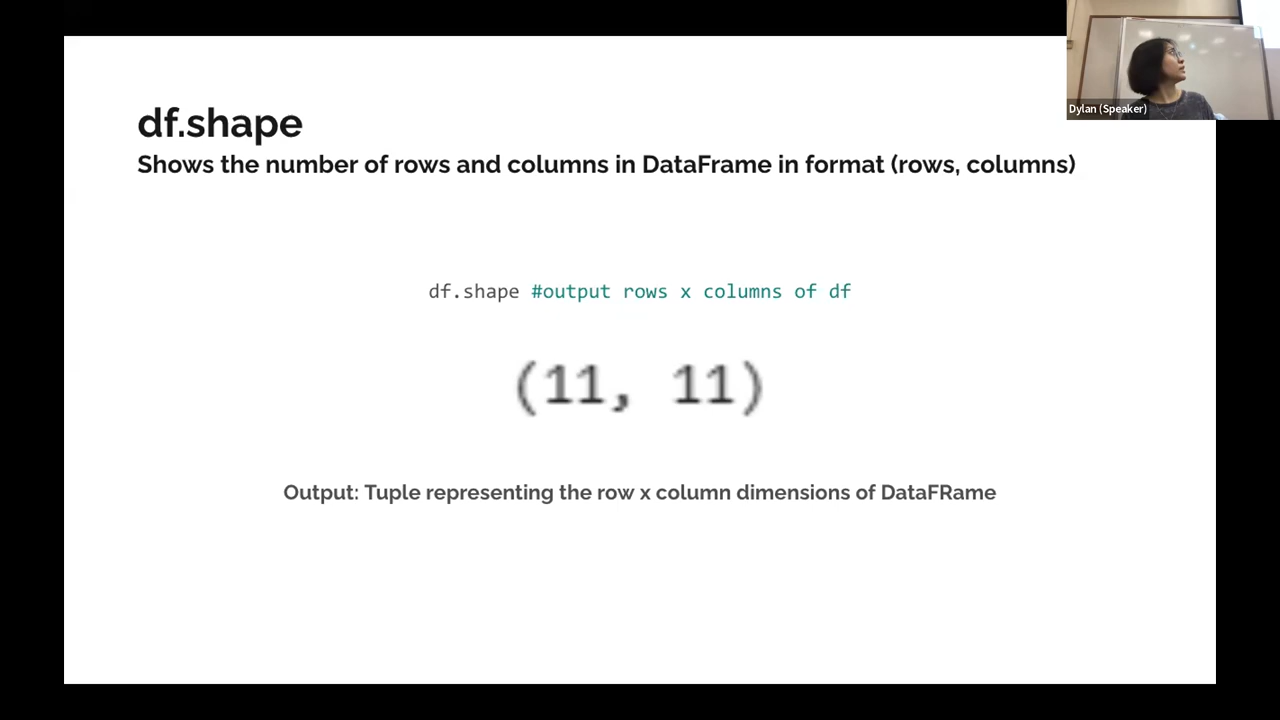 df.shape
Shows the number of rows and columns in DataFrame in format (rows, columns)
df.shape #output rows x columns of df
(11, 11)
Output: Tuple representing the row x column dimensions of DataFRame
Dylan (Speaker)